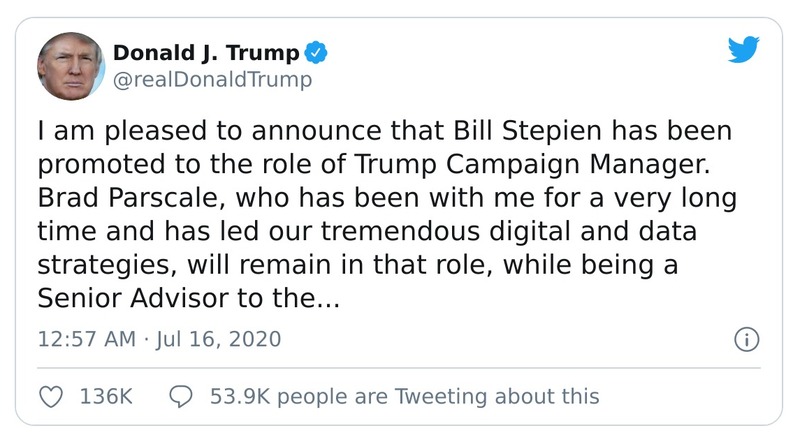 Donald J. Trump
@realDonaldTrump
I am pleased to announce that Bill Stepien has been
promoted to the role of Trump Campaign Manager.
Brad Parscale, who has been with me for a very long
time and has led our tremendous digital and data
strategies, will remain in that role, while being a
Senior Advisor to the...
12:57 AM · Jul 16, 2020
136K 53.9K people are Tweeting about this